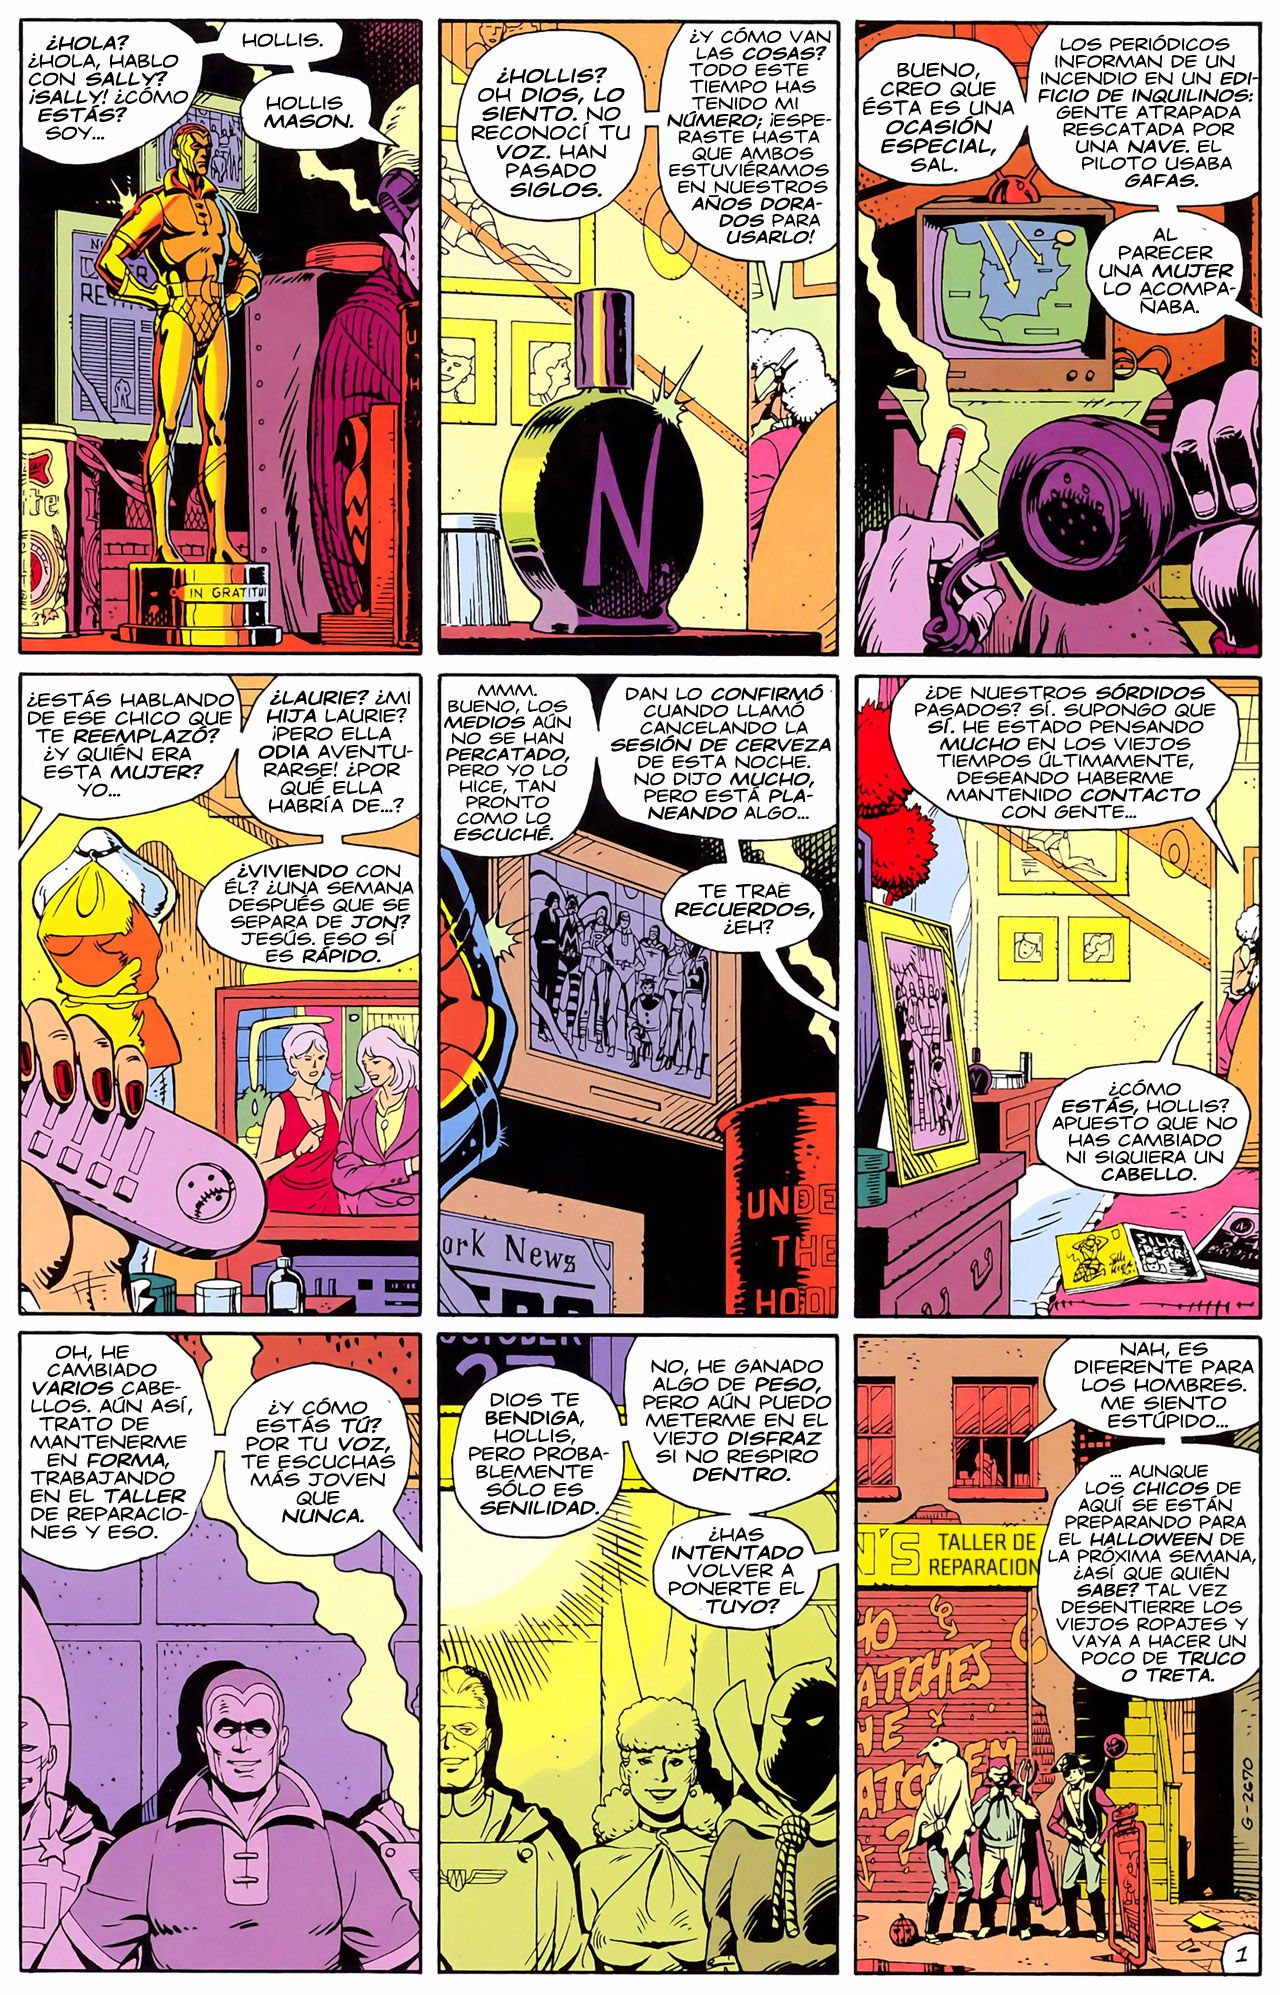 ¿HOLA?
¿HOLA, HABLO
CON SALLY?
¡SALLY! ¿CÓMO
ESTÁS?
SOY...
HOLLIS.
HOLLIS
MASON.
RE
IN GRATITU
¿HOLLIS?
OH DIOS, LO
SIENTO. NO
RECONOCÍ TU
VOZ. HAN
PASADO
SIGLOS.
¿Y CÓMO VAN
LAS COSAS?
TODO ESTE
TIEMPO HAS
TENIDO MI
NÚMERO; ¡ESPE-
RASTE HASTA
QUE AMBOS
ESTUVIÉRAMOS
EN NUESTROS
AÑOS DORA-
DOS PARA
USARLO!
N
BUENO,
CREO QUE
ÉSTA ES UNA
OCASIÓN
ESPECIAL,
SAL.
LOS PERIÓDICOS
INFORMAN DE UN
INCENDIO EN UN EDI-
FICIO DE INQUILINOS:
GENTE ATRAPADA
RESCATADA POR
UNA NAVE. EL
PILOTO USABA
GAFAS.
AL
PARECER
UNA MUJER
LO ACOMPA-
ÑABA.
¿ESTÁS HABLANDO
DE ESE CHICO QUE
TE REEMPLAZÓ?
¿Y QUIÉN ERA
ESTA MUJER?
YO...
¿LAURIE? ¿MI
HIJA LAURIE?
¡PERO ELLA
ODIA AVENTU-
RARSE! ¿POR
QUÉ ELLA
HABRÍA DE...?
¿VIVIENDO CON
ÉL? ¿UNA SEMANA
DESPUÉS QUE SE
SEPARA DE JON?
JESÚS. ESO SÍ
ES RÁPIDO.
MMM.
BUENO, LOS
MEDIOS AÚN
NO SE HAN
PERCATADO,
PERO YO LO
HICE, TAN
PRONTO
COMO LO
ESCUCHÉ.
DAN LO CONFIRMÓ
CUANDO LLAMÓ
CANCELANDO LA
SESIÓN DE CERVEZA
DE ESTA NOCHE.
NO DIJO MUCHO,
PERO ESTÁ PLA-
NEANDO ALGO...
TE TRAE
RECUERDOS,
¿EH?
UNDE
THE
HOOD
ork News
¿DE NUESTROS SÓRDIDOS
PASADOS? SÍ. SUPONGO QUE
SÍ. HE ESTADO PENSANDO
MUCHO EN LOS VIEJOS
TIEMPOS ÚLTIMAMENTE,
DESEANDO HABERME
MANTENIDO CONTACTO
CON GENTE...
¿CÓMO
ESTÁS, HOLLIS?
APUESTO QUE NO
HAS CAMBIADO
NI SIQUIERA UN
CABELLO.
SILK
SPECTRE
OH, HE
CAMBIADO
VARIOS CABE-
LLOS. AÚN ASÍ,
TRATO DE
MANTENERME
EN FORMA,
TRABAJANDO
EN EL TALLER
DE REPARACIO-
NES Y ESO.
¿Y CÓMO
ESTÁS TÚ?
POR TU VOZ,
TE ESCUCHAS
MÁS JOVEN
QUE
NUNCA.
OCTOBER
DIOS TE
BENDIGA,
HOLLIS,
PERO PROBA-
BLEMENTE
SÓLO ES
SENILIDAD.
NO, HE GANADO
ALGO DE PESO,
PERO AÚN PUEDO
METERME EN EL
VIEJO DISFRAZ
SI NO RESPIRO
DENTRO.
¿HAS
INTENTADO
VOLVER A
PONERTE EL
TUYO?
NAH, ES
DIFERENTE PARA
LOS HOMBRES.
ME SIENTO
ESTÚPIDO...
... AUNQUE
LOS CHICOS DE
AQUÍ SE ESTÁN
PREPARANDO PARA
EL HALLOWEEN DE
LA PRÓXIMA SEMANA,
¿ASÍ QUE QUIÉN
SABE? TAL VEZ
DESENTIERRE LOS
VIEJOS ROPAJES Y
VAYA A HACER UN
POCO DE TRUCO
O TRETA.
N'S
TALLER DE
REPARACION
HO
ATCHES
HE
ATCHMEN
?
G-2670
1